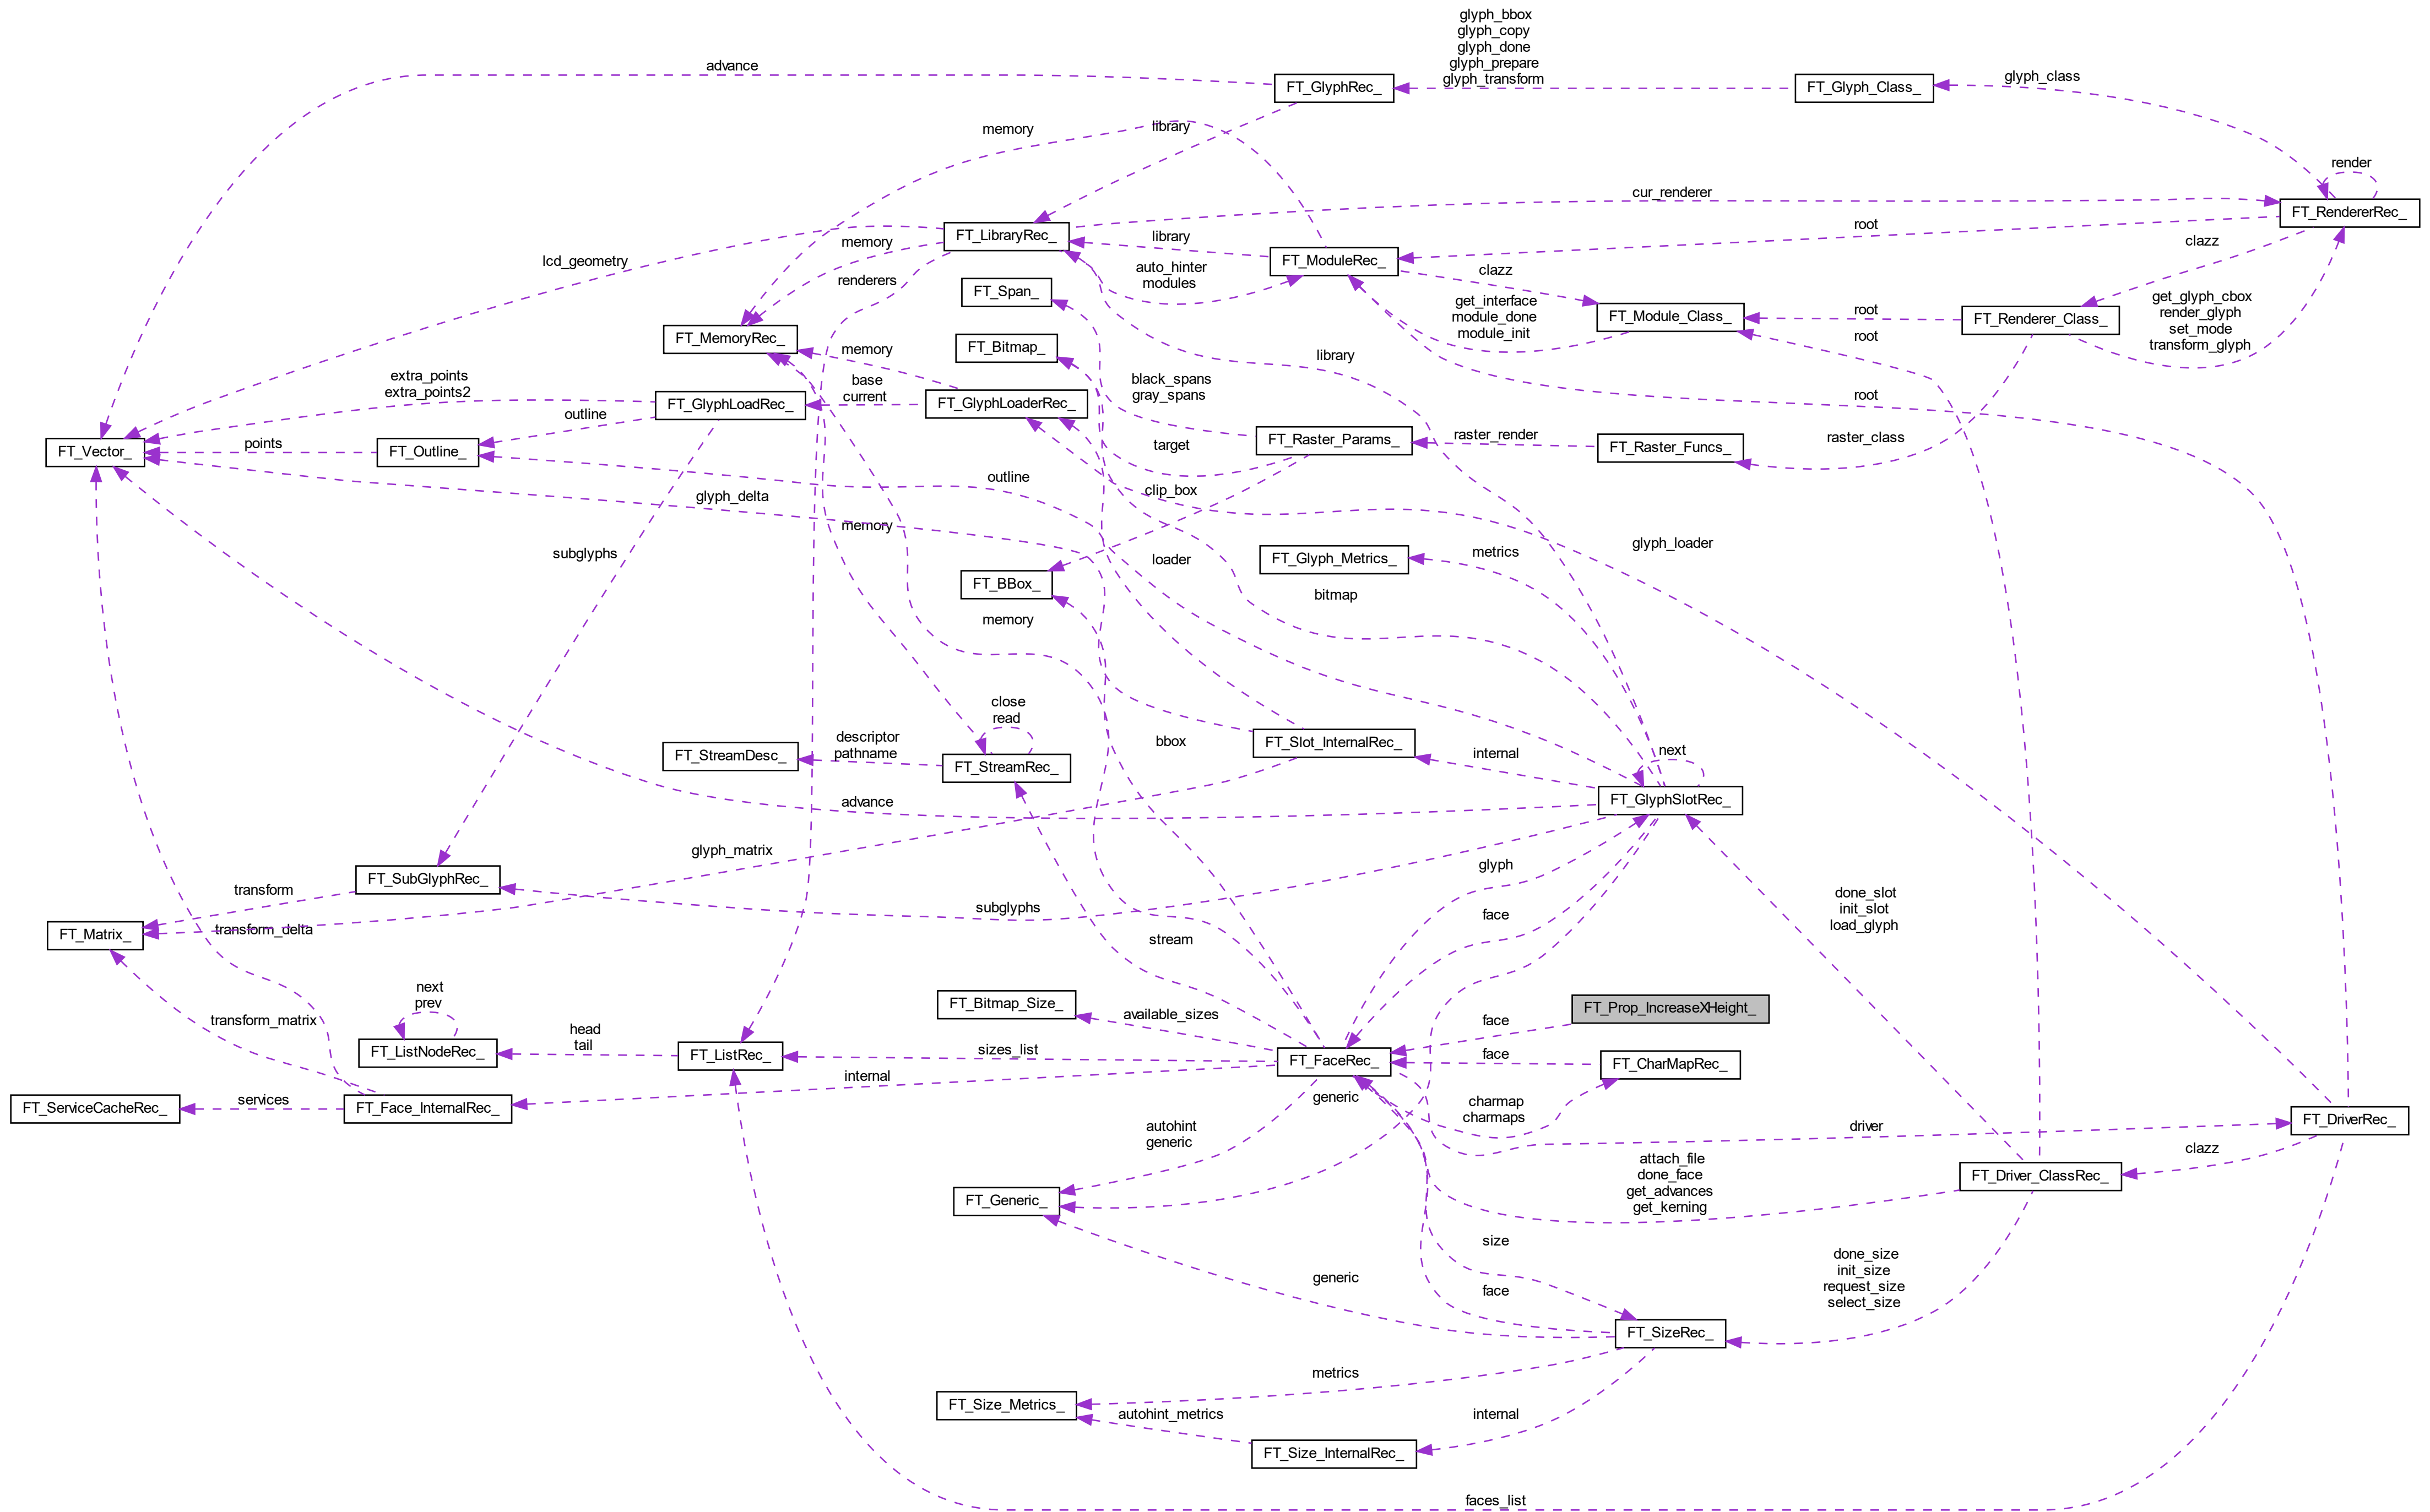 glyph_bbox
glyph_copy
glyph_done
glyph_prepare
glyph_transform
advance
FT_GlyphRec_
FT_Glyph_Class_
glyph_class
memory
library
render
cur_renderer
FT_RendererRec_
FT_LibraryRec_
library
root
memory
lcd_geometry
FT_ModuleRec_
clazz
clazz
auto_hinter
modules
renderers
FT_Span_
get_interface
module_done
module_init
FT_Module_Class_
root
FT_Renderer_Class_
get_glyph_cbox
render_glyph
set_mode
transform_glyph
FT_MemoryRec_
FT_Bitmap_
memory
library
root
extra_points
extra_points2
FT_GlyphLoadRec_
base
current
FT_GlyphLoaderRec_
black_spans
gray_spans
root
outline
FT_Vector_
points
FT_Outline_
target
FT_Raster_Params_
raster_render
FT_Raster_Funcs_
raster_class
outline
glyph_delta
clip_box
memory
subglyphs
loader
FT_Glyph_Metrics_
metrics
glyph_loader
FT_BBox_
bitmap
memory
close
read
descriptor
pathname
FT_StreamDesc_
FT_StreamRec_
bbox
FT_Slot_InternalRec_
internal
next
FT_GlyphSlotRec_
advance
glyph_matrix
FT_SubGlyphRec_
transform
glyph
subglyphs
face
done_slot
init_slot
load_glyph
FT_Matrix_
transform_delta
stream
next
prev
transform_matrix
FT_ListNodeRec_
head
tail
FT_ListRec_
FT_Bitmap_Size_
available_sizes
sizes_list
FT_FaceRec_
face
FT_Prop_IncreaseXHeight_
face
FT_CharMapRec_
internal
FT_ServiceCacheRec_
services
FT_Face_InternalRec_
generic
charmap
charmaps
autohint
generic
driver
FT_DriverRec_
clazz
attach_file
done_face
get_advances
get_kerning
FT_Driver_ClassRec_
FT_Generic_
size
generic
face
done_size
init_size
request_size
select_size
FT_SizeRec_
metrics
FT_Size_Metrics_
autohint_metrics
internal
FT_Size_InternalRec_
faces_list